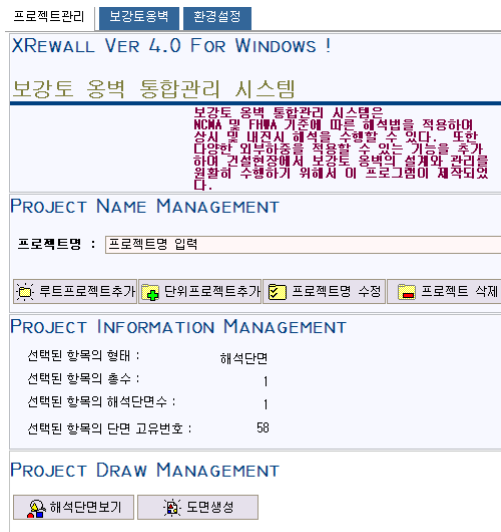 프로젝트관리 보강토옹벽 환경설정
XREWALL VER 4.0 FOR WINDOWS !
보강토 옹벽 통합관리 시스템
보강토 옹벽 통합관리 시스템은
NCMA 및 FHWA 기준에 따른 해석법을 적용하여
상시 및 내진시 해석을 수행할 수 있다. 또한
다양한 외부하중을 적용할 수 있는 기능을 추가
하여 건설현장에서 보강토 옹벽의 설계와 관리를
원활히 수행하기 위해서 이 프로그램이 제작되었
다.
PROJECT NAME MANAGEMENT
프로젝트명 : 프로젝트명 입력
루트프로젝트추가 단위프로젝트추가 프로젝트명 수정 프로젝트 삭제
PROJECT INFORMATION MANAGEMENT
선택된 항목의 형태 : 해석단면
선택된 항목의 총수 : 1
선택된 항목의 해석단면수 : 1
선택된 항목의 단면 고유번호 : 58
PROJECT DRAW MANAGEMENT
해석단면보기 도면생성